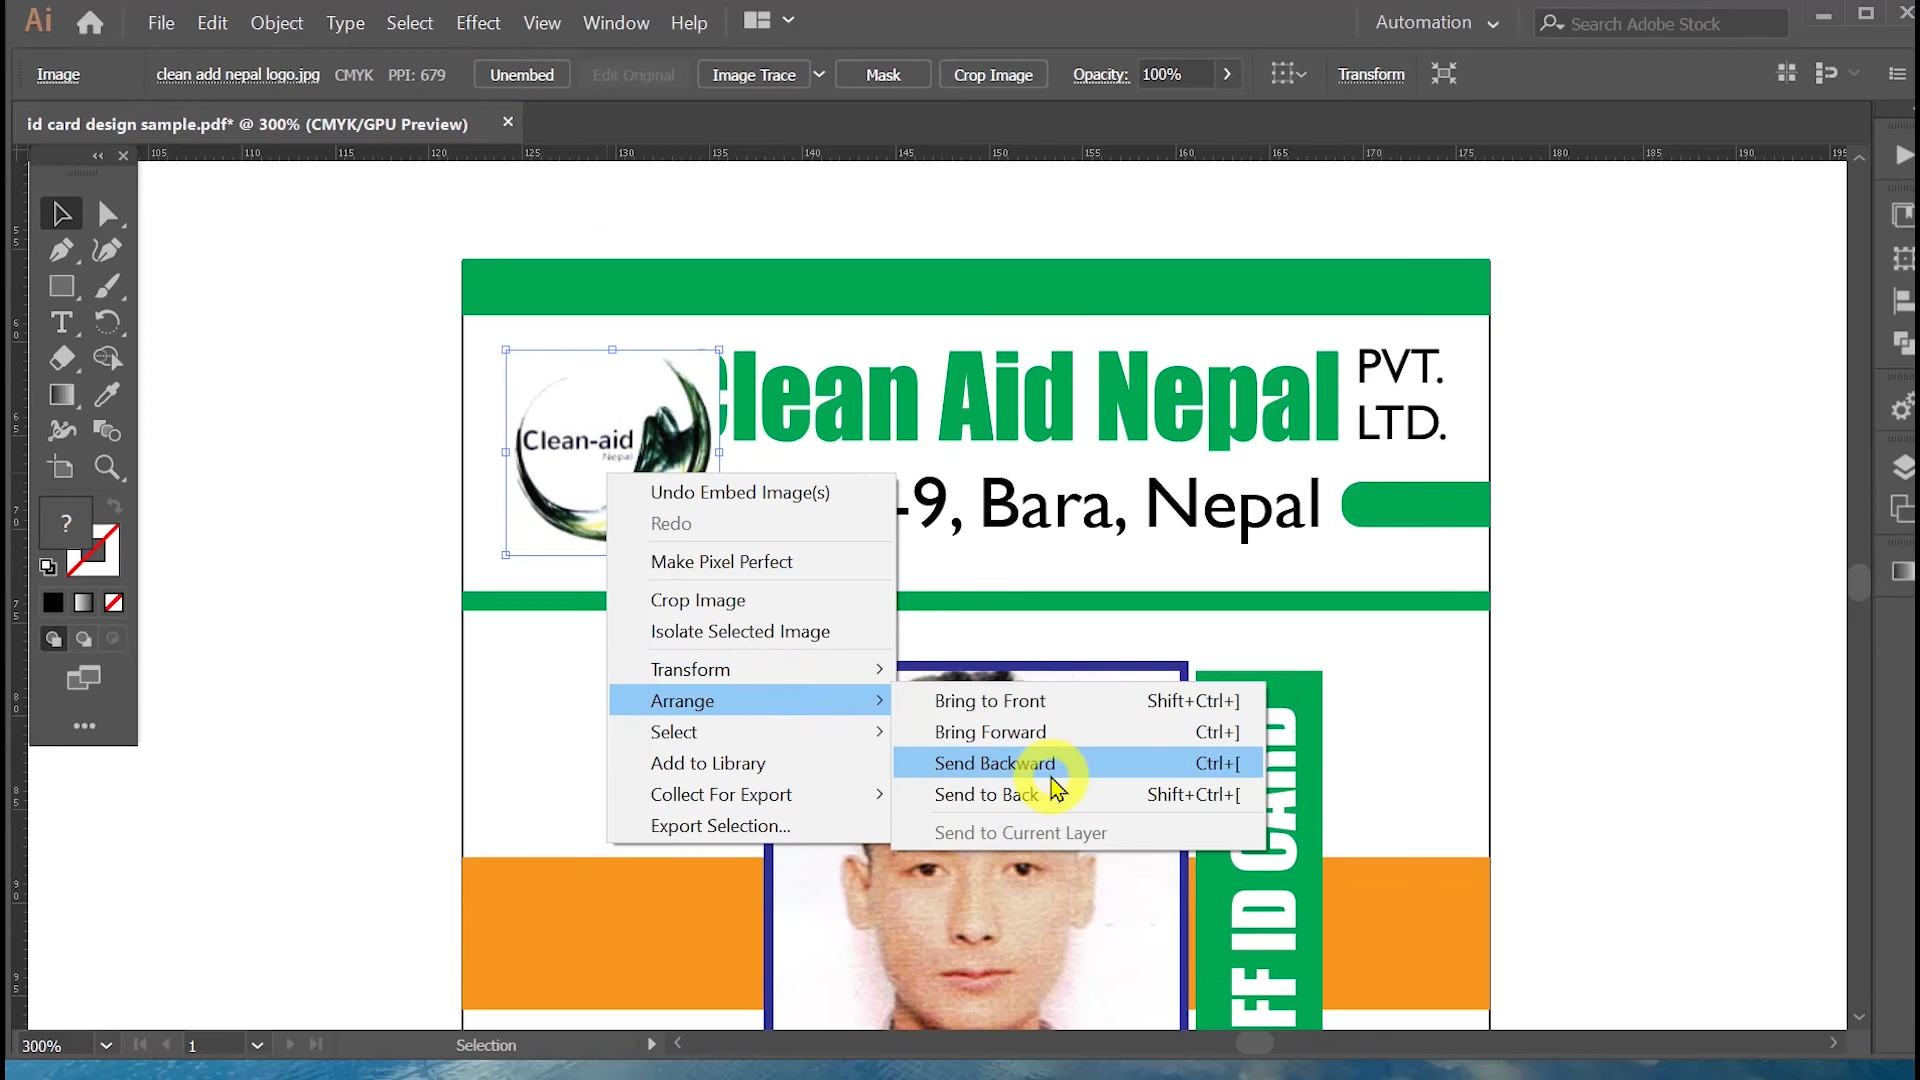 Ai File Edit Object Type Select Effect View Window Help Automation Search Adobe Stock
Image clean add nepal logo.jpg CMYK PPI: 679 Unembed Edit Original Image Trace Mask Crop Image Opacity: 100% Transform
id card design sample.pdf* @ 300% (CMYK/GPU Preview)
105 110 115 120 125 130 135 140 145 150 155 160 165 170 175 180 185 190 195
Clean Aid Nepal PVT. LTD.
Clean-aid
Nepal
-9, Bara, Nepal
Undo Embed Image(s)
Redo
Make Pixel Perfect
Crop Image
Isolate Selected Image
Transform
Arrange
Select
Add to Library
Collect For Export
Export Selection...
Bring to Front Shift+Ctrl+]
Bring Forward Ctrl+]
Send Backward Ctrl+[
Send to Back Shift+Ctrl+[
Send to Current Layer
FF ID CARD
?
300% 1 Selection